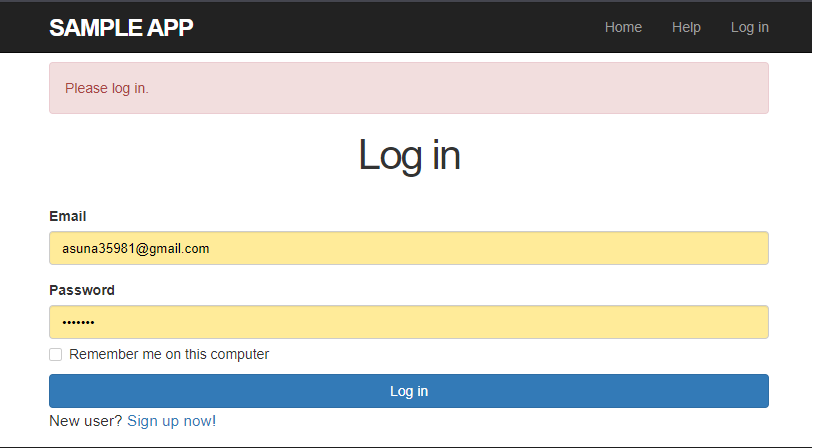 SAMPLE APP Home Help Log in
Please log in.
Log in
Email
asuna35981@gmail.com
Password
•••••••
Remember me on this computer
Log in
New user? Sign up now!